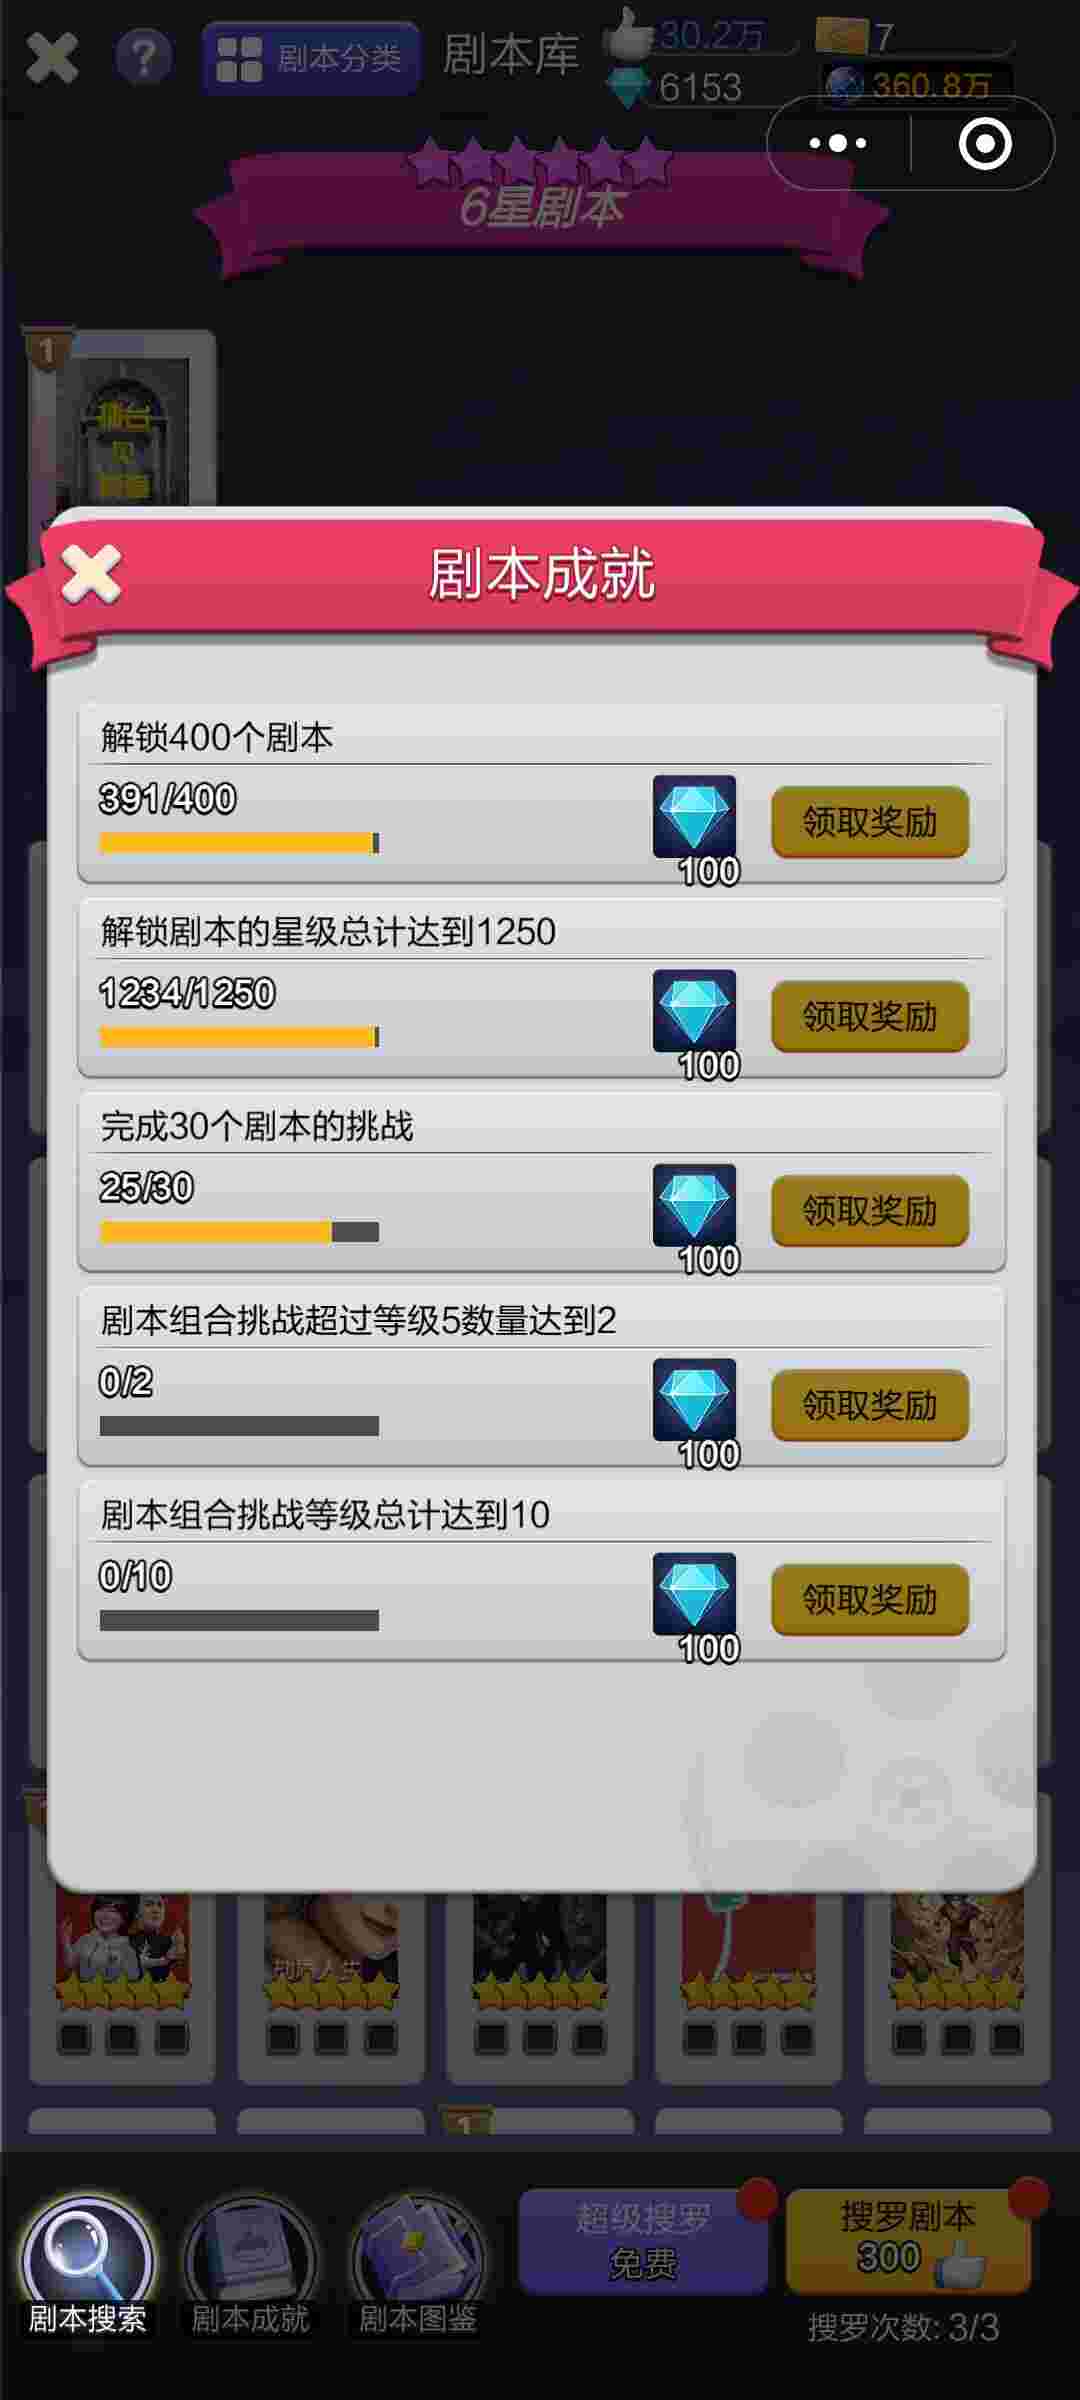 剧本分类
剧本库
30.2万
7
6153
360.8万
6星剧本
1
剧本成就
解锁400个剧本
391/400
100
领取奖励
解锁剧本的星级总计达到1250
1234/1250
100
领取奖励
完成30个剧本的挑战
25/30
100
领取奖励
剧本组合挑战超过等级5数量达到2
0/2
100
领取奖励
剧本组合挑战等级总计达到10
0/10
100
领取奖励
1
剧本搜索
剧本成就
剧本图鉴
超级搜罗
免费
搜罗剧本
300
搜罗次数: 3/3